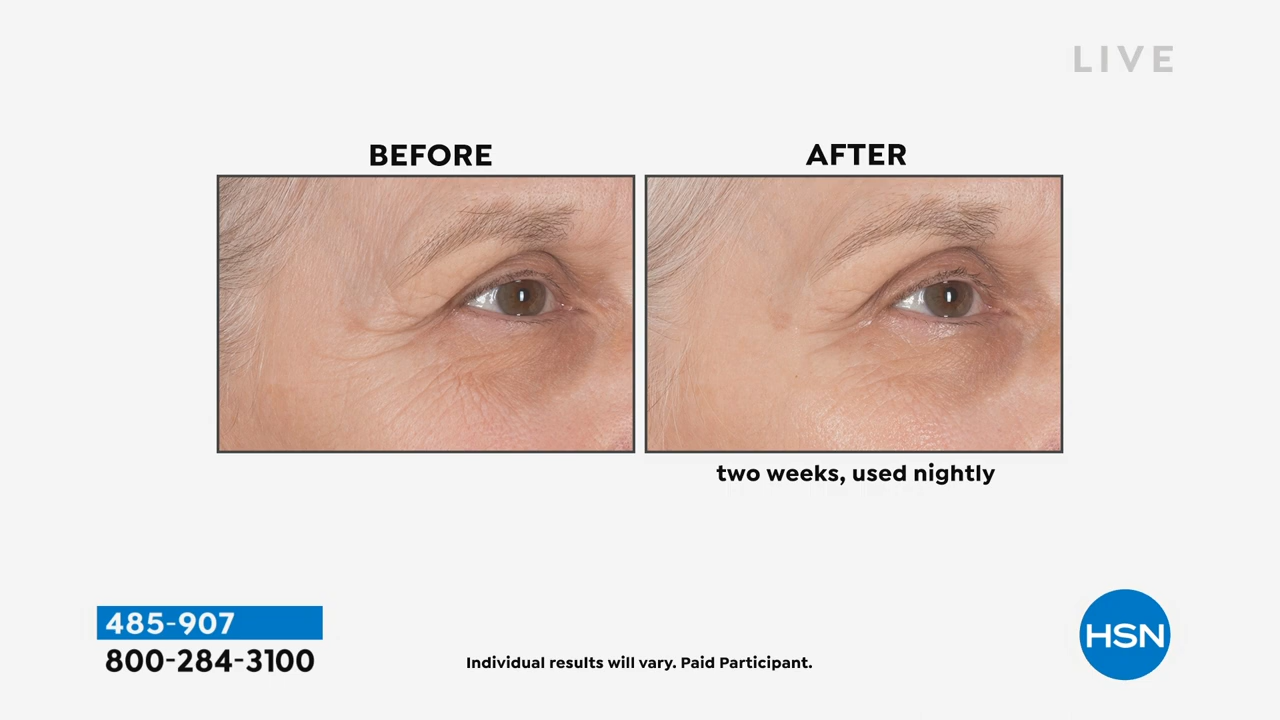 LIVE
BEFORE
AFTER
two weeks, used nightly
485-907
800-284-3100
Individual results will vary. Paid Participant.
HSN